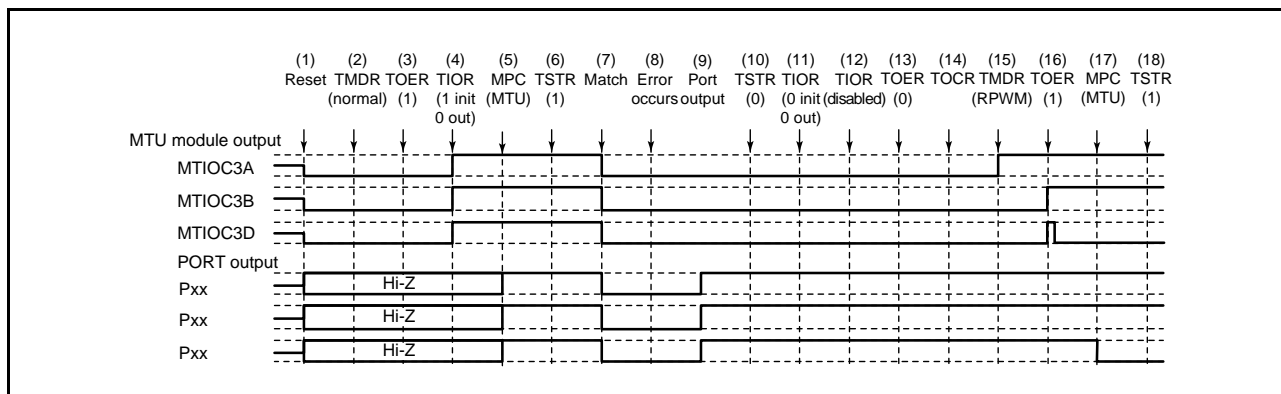 (1) (2) (3) (4) (5) (6) (7) (8) (9) (10) (11) (12) (13) (14) (15) (16) (17) (18)
Reset TMDR TOER TIOR MPC TSTR Match Error Port TSTR TIOR TIOR TOER TOCR TMDR TOER MPC TSTR
(normal) (1) (1 init (MTU) (1) occurs output (0) (0 init (disabled) (0) (RPWM) (1) (MTU) (1)
0 out) 0 out)
MTU module output
MTIOC3A
MTIOC3B
MTIOC3D
PORT output
Pxx Hi-Z
Pxx Hi-Z
Pxx Hi-Z